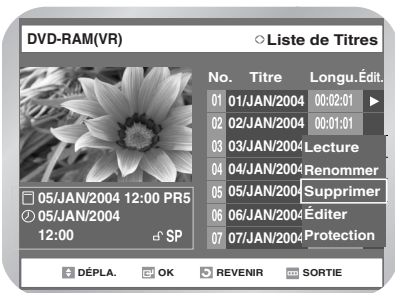 DVD-RAM(VR) Liste de Titres
No. Titre Longu. Édit.
01 01/JAN/2004 00:02:01
02 02/JAN/2004 00:01:01
03 03/JAN/2004 Lecture
04 04/JAN/2004 Renommer
05 05/JAN/2004 Supprimer
06 06/JAN/2004 Éditer
07 07/JAN/2004 Protection
05/JAN/2004 12:00 PR5
05/JAN/2004
12:00 SP
DÉPLA. OK REVENIR SORTIE